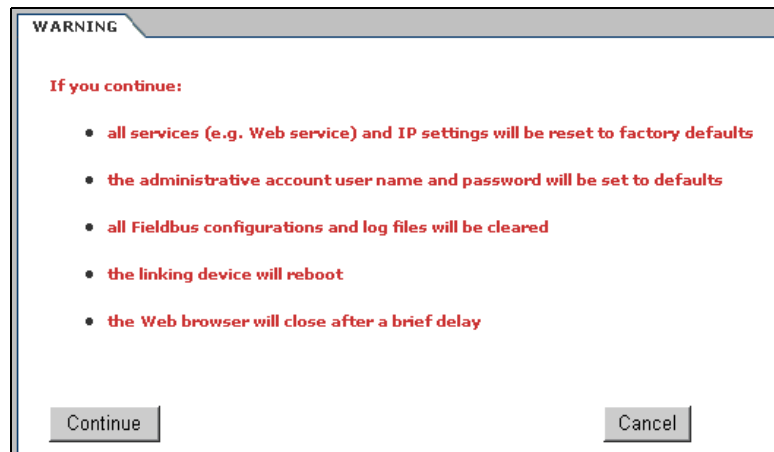 WARNING
If you continue:
all services (e.g. Web service) and IP settings will be reset to factory defaults
the administrative account user name and password will be set to defaults
all Fieldbus configurations and log files will be cleared
the linking device will reboot
the Web browser will close after a brief delay
Continue
Cancel